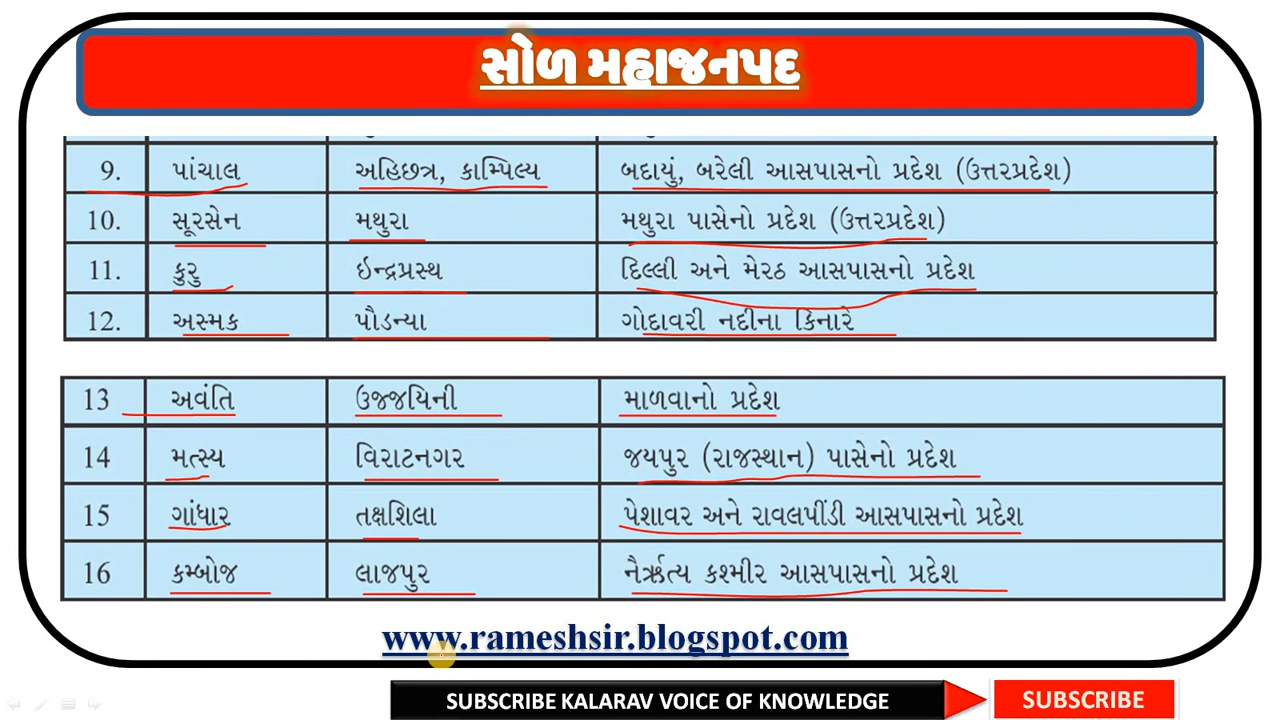 સોળ મહાજનપદ
9. પાંચાલ અહિછત્ર, કામ્પિલ્ય બદાયું, બરેલી આસપાસનો પ્રદેશ (ઉત્તરપ્રદેશ)
10. સૂરસેન મથુરા મથુરા પાસેનો પ્રદેશ (ઉત્તરપ્રદેશ)
11. કુરુ ઇન્દ્રપ્રસ્થ દિલ્લી અને મેરઠ આસપાસનો પ્રદેશ
12. અસ્મક પૌડન્યા ગોદાવરી નદીના કિનારે
13 અવંતિ ઉજ્જયિની માળવાનો પ્રદેશ
14 મત્સ્ય વિરાટનગર જયપુર (રાજસ્થાન) પાસેનો પ્રદેશ
15 ગાંધાર તક્ષશિલા પેશાવર અને રાવલપીંડી આસપાસનો પ્રદેશ
16 કમ્બોજ લાજપુર નૈર્ઋત્ય કશ્મીર આસપાસનો પ્રદેશ
www.rameshsir.blogspot.com
SUBSCRIBE KALARAV VOICE OF KNOWLEDGE SUBSCRIBE